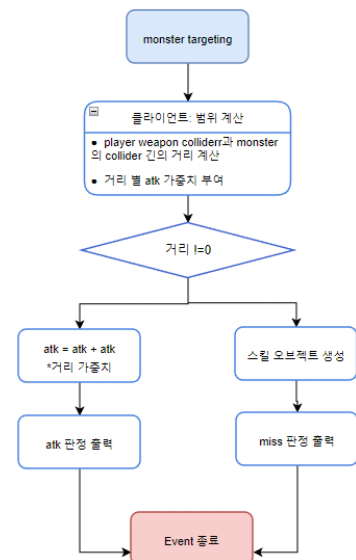 monster targeting
클라이언트: 범위 계산
● player weapon colliderr과 monster
의 collider 긴의 거리 계산
● 거리 별 atk 가중치 부여
거리 !=0
atk = atk + atk
*거리 가중치
스킬 오브젝트 생성
atk 판정 출력
miss 판정 출력
Event 종료